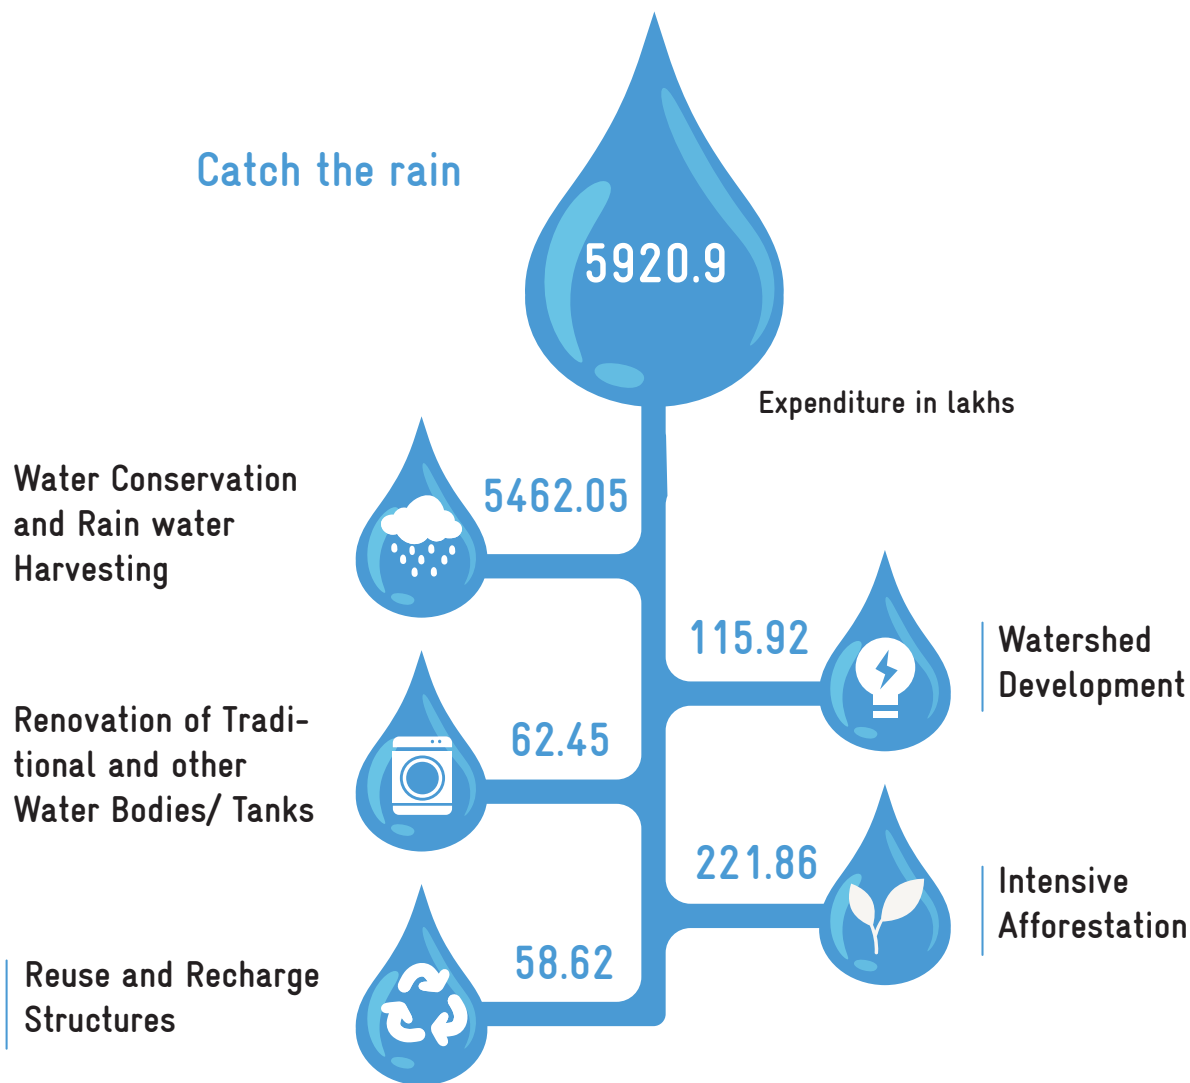 Catch the rain
5920.9
Expenditure in lakhs
Water Conservation
and Rain water
Harvesting
5462.05
115.92
Watershed
Development
Renovation of Tradi-
tional and other
Water Bodies/ Tanks
62.45
221.86
Intensive
Afforestation
Reuse and Recharge
Structures
58.62